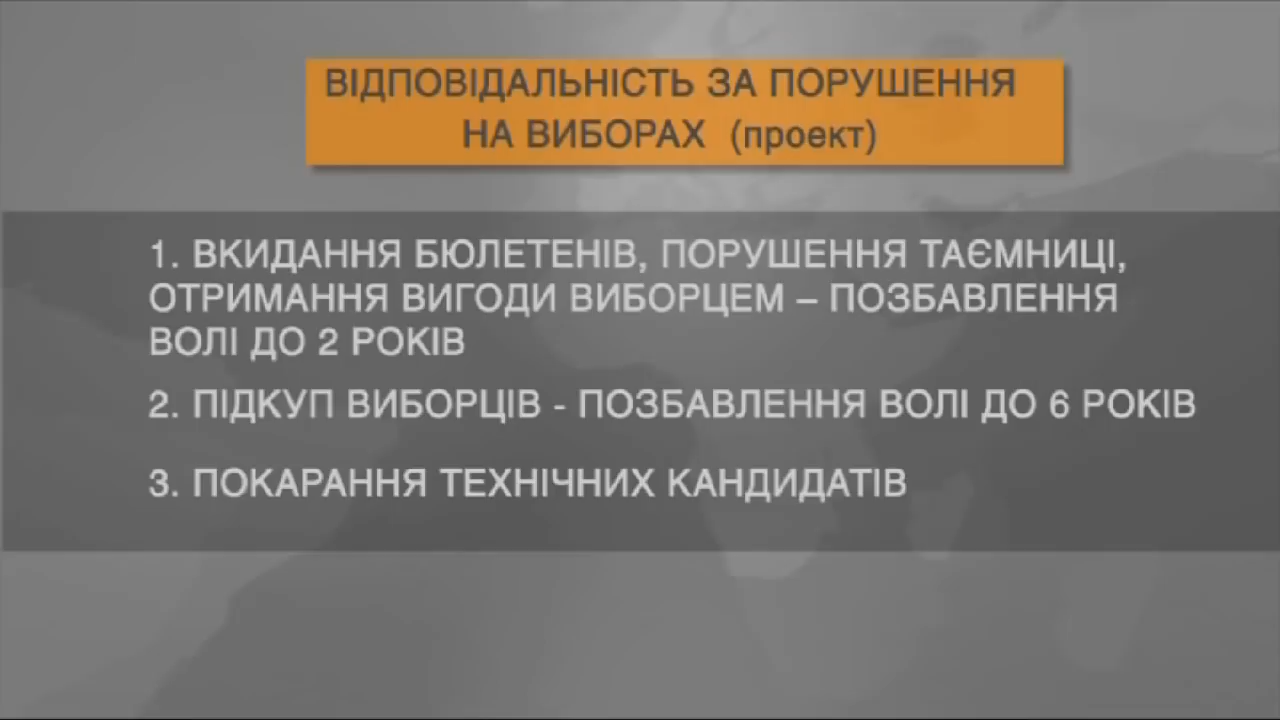 ВІДПОВІДАЛЬНІСТЬ ЗА ПОРУШЕННЯ
НА ВИБОРАХ (проект)
1. ВКИДАННЯ БЮЛЕТЕНІВ, ПОРУШЕННЯ ТАЄМНИЦІ,
ОТРИМАННЯ ВИГОДИ ВИБОРЦЕМ – ПОЗБАВЛЕННЯ
ВОЛІ ДО 2 РОКІВ
2. ПІДКУП ВИБОРЦІВ - ПОЗБАВЛЕННЯ ВОЛІ ДО 6 РОКІВ
3. ПОКАРАННЯ ТЕХНІЧНИХ КАНДИДАТІВ